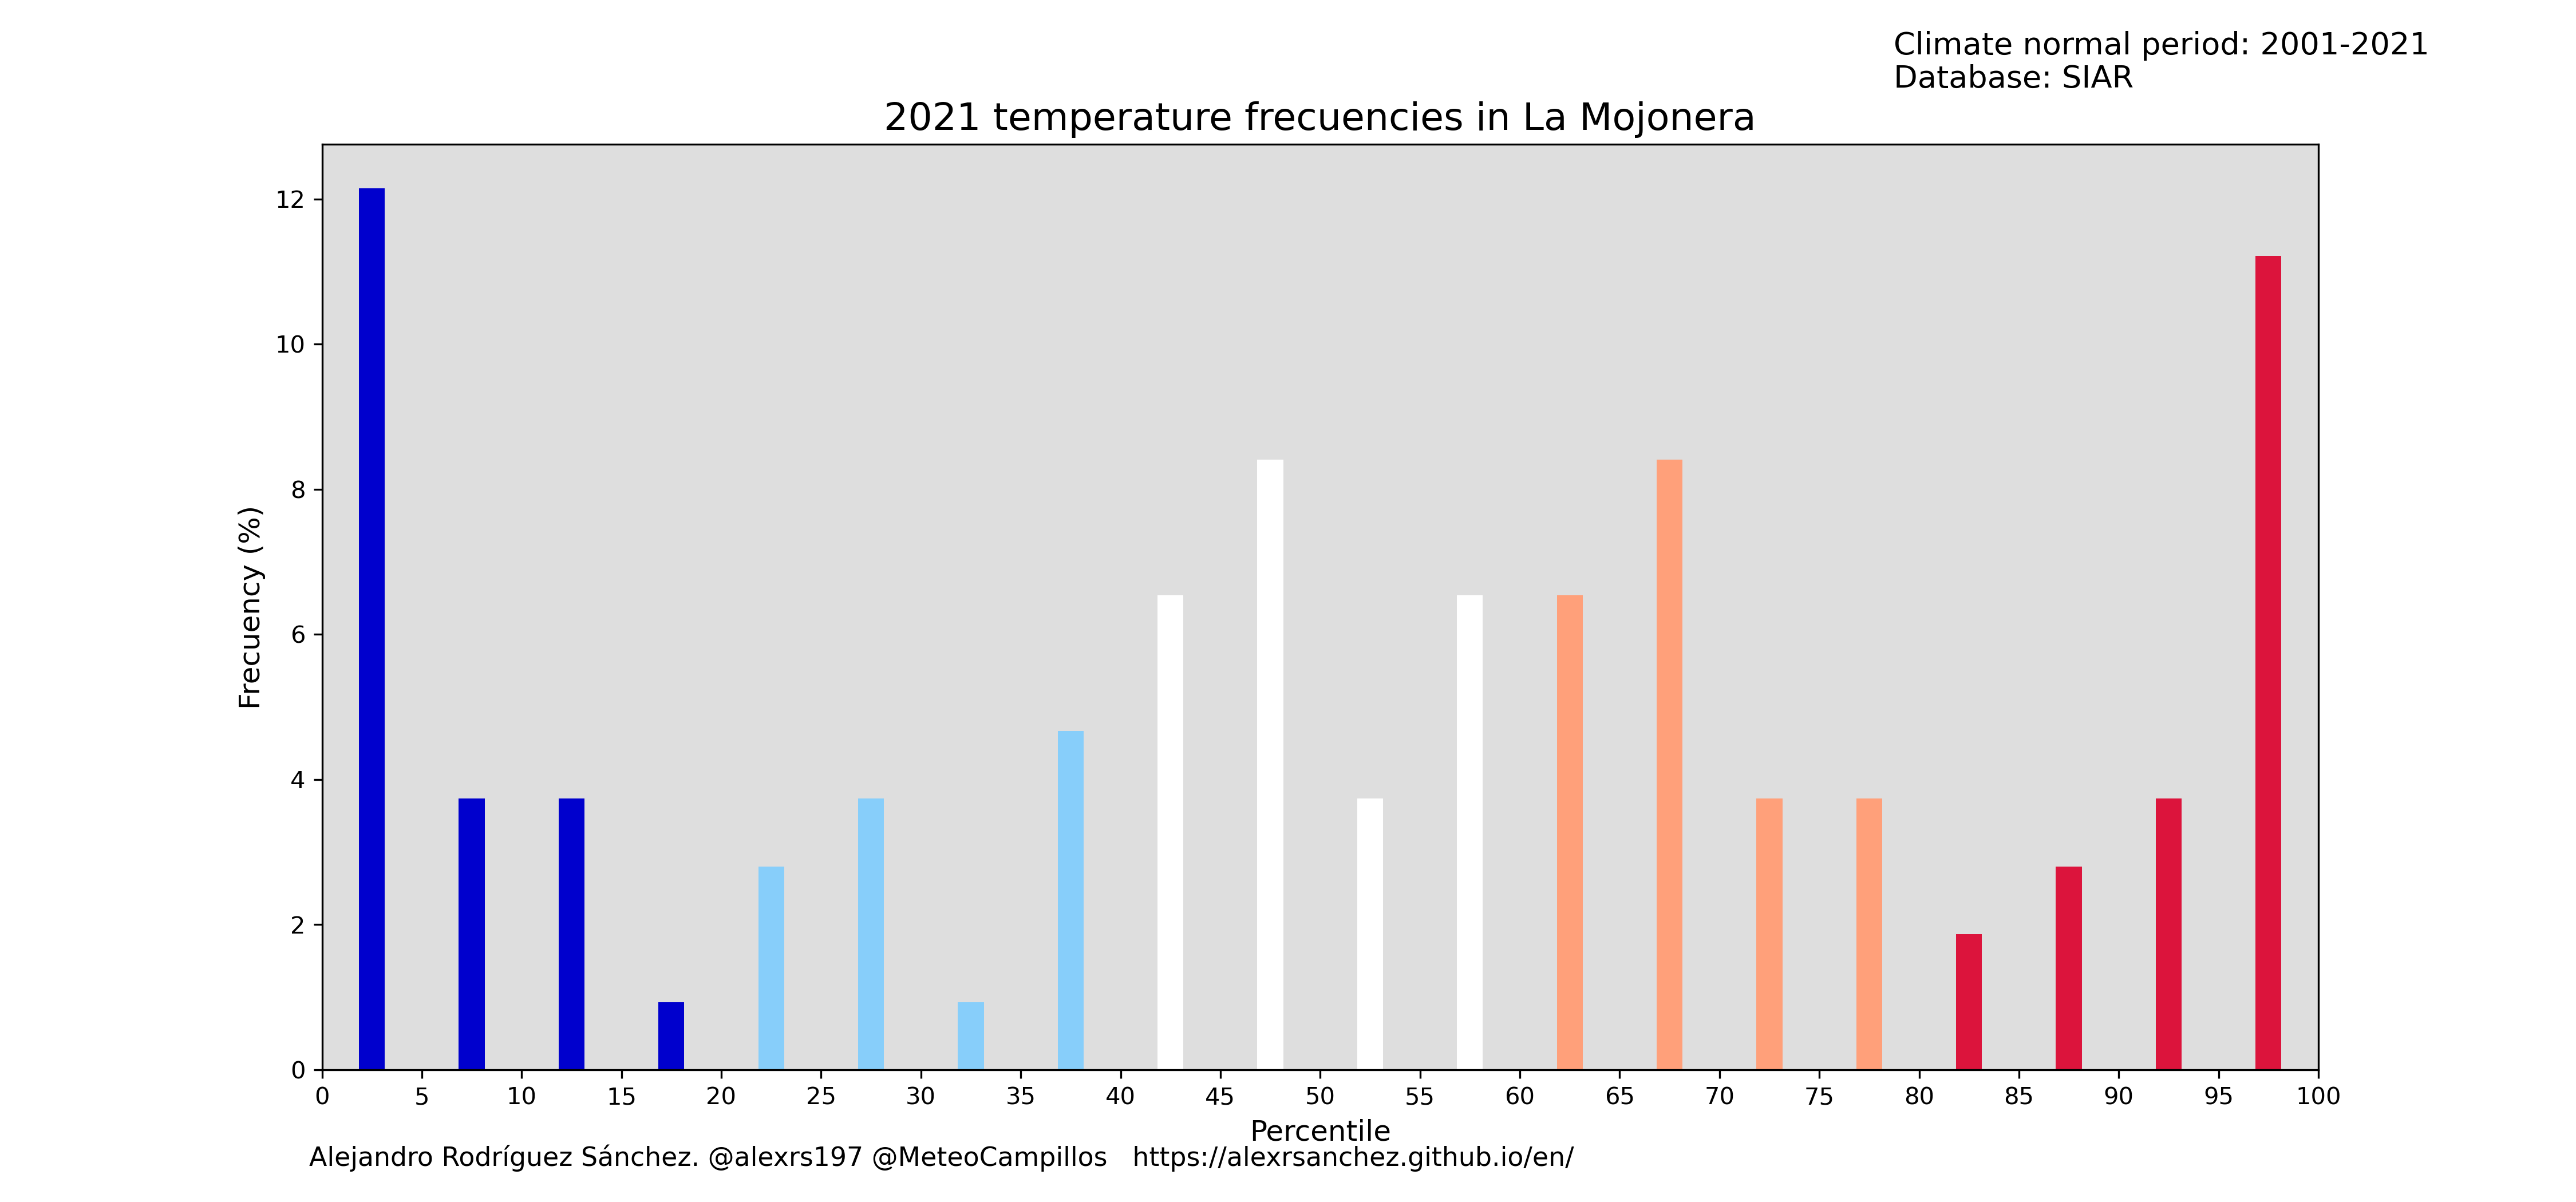 Climate normal period: 2001-2021
Database: SIAR
2021 temperature frecuencies in La Mojonera
Frecuency (%)
12
10
8
6
4
2
0
0 5 10 15 20 25 30 35 40 45 50 55 60 65 70 75 80 85 90 95 100
Percentile
Alejandro Rodríguez Sánchez. @alexrs197 @MeteoCampillos https://alexrsanchez.github.io/en/